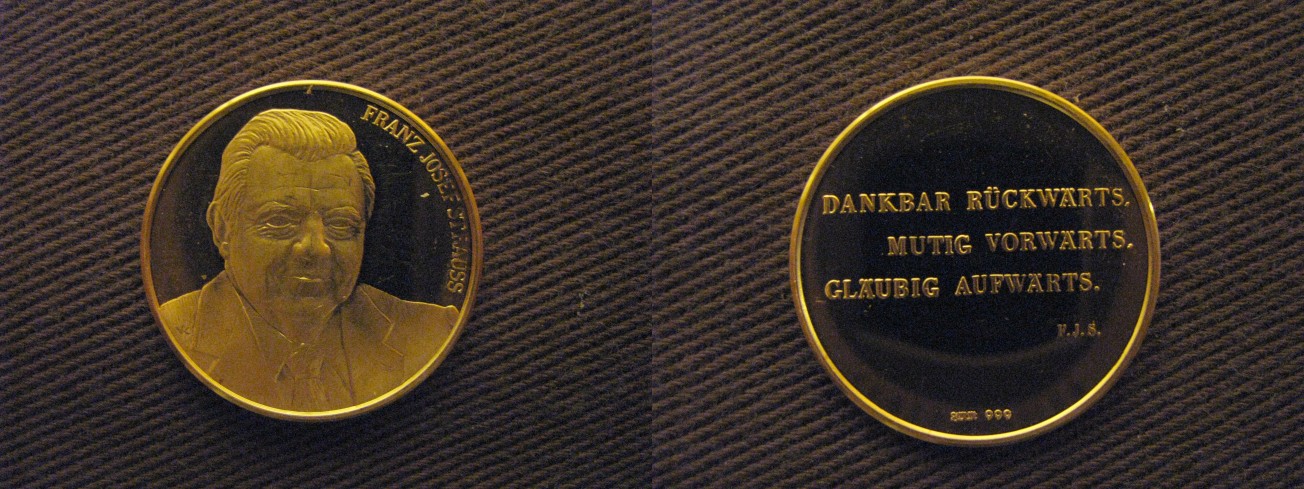 FRANZ JOSEF STRAUSS
DANKBAR RÜCKWÄRTS.
MUTIG VORWÄRTS.
GLÄUBIG AUFWÄRTS.
F.J.S.
999